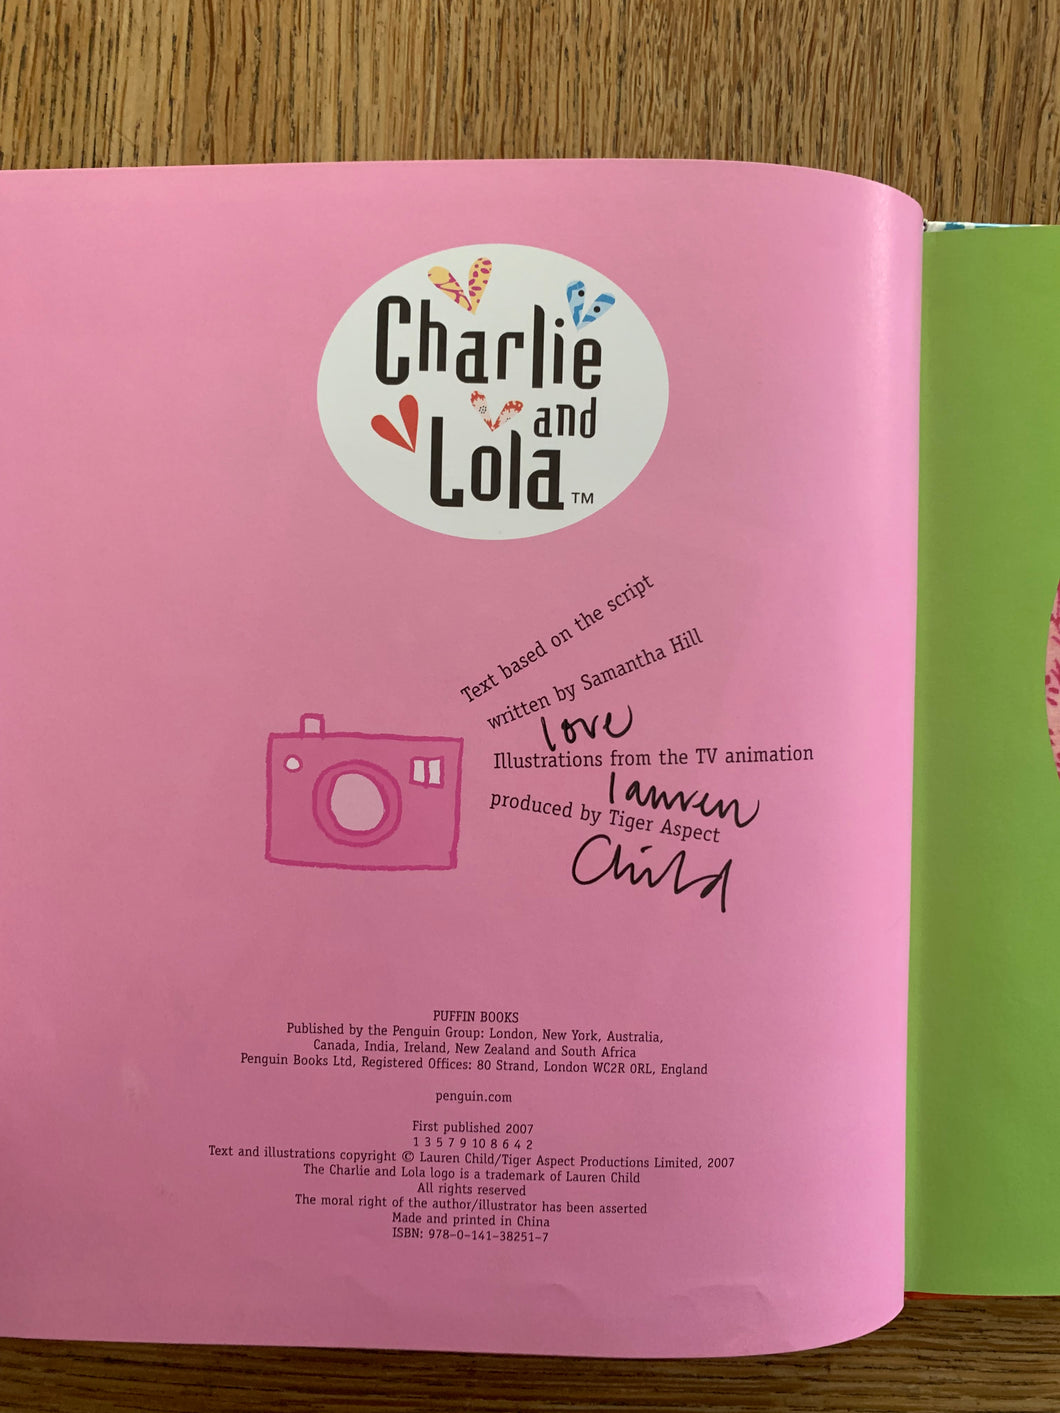 Charlie
and
Lola™
Text based on the script
written by Samantha Hill
love
Illustrations from the TV animation
lauren
produced by Tiger Aspect
Child
PUFFIN BOOKS
Published by the Penguin Group: London, New York, Australia,
Canada, India, Ireland, New Zealand and South Africa
Penguin Books Ltd, Registered Offices: 80 Strand, London WC2R 0RL, England
penguin.com
First published 2007
1 3 5 7 9 10 8 6 4 2
Text and illustrations copyright © Lauren Child/Tiger Aspect Productions Limited, 2007
The Charlie and Lola logo is a trademark of Lauren Child
All rights reserved
The moral right of the author/illustrator has been asserted
Made and printed in China
ISBN: 978-0-141-38251-7